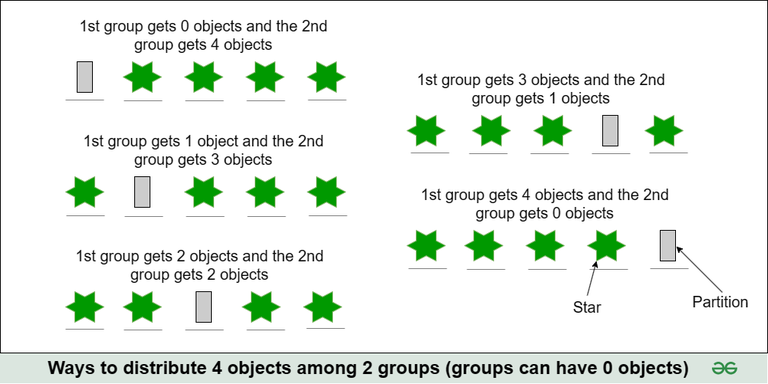 1st group gets 0 objects and the 2nd
group gets 4 objects
1st group gets 1 object and the 2nd
group gets 3 objects
1st group gets 2 objects and the 2nd
group gets 2 objects
1st group gets 3 objects and the 2nd
group gets 1 objects
1st group gets 4 objects and the 2nd
group gets 0 objects
Star
Partition
Ways to distribute 4 objects among 2 groups (groups can have 0 objects)